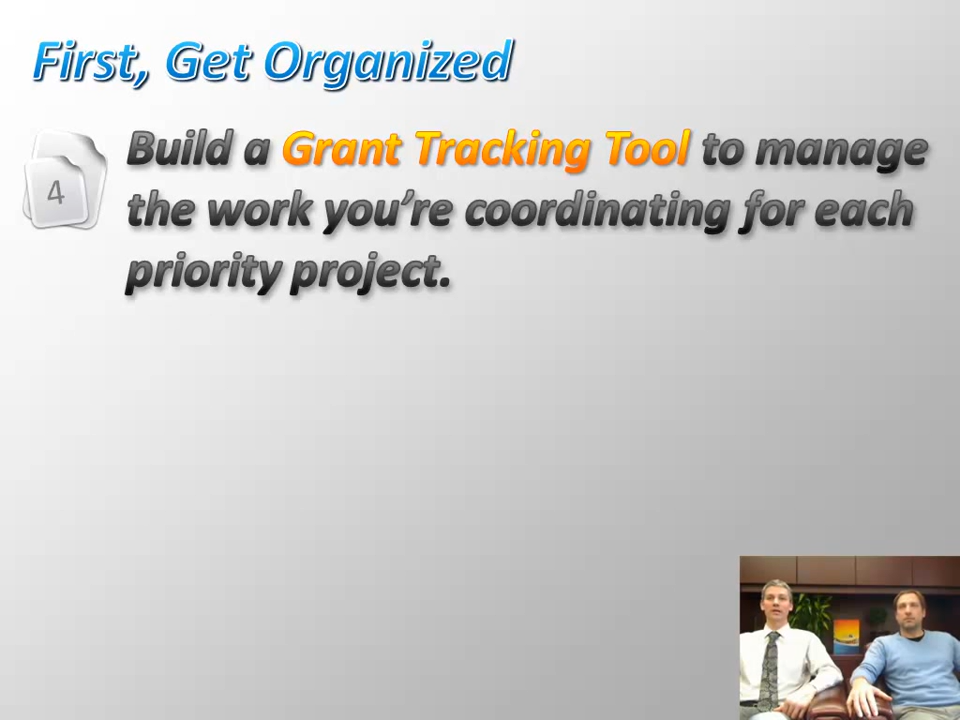 First, Get Organized
4
Build a Grant Tracking Tool to manage
the work you’re coordinating for each
priority project.